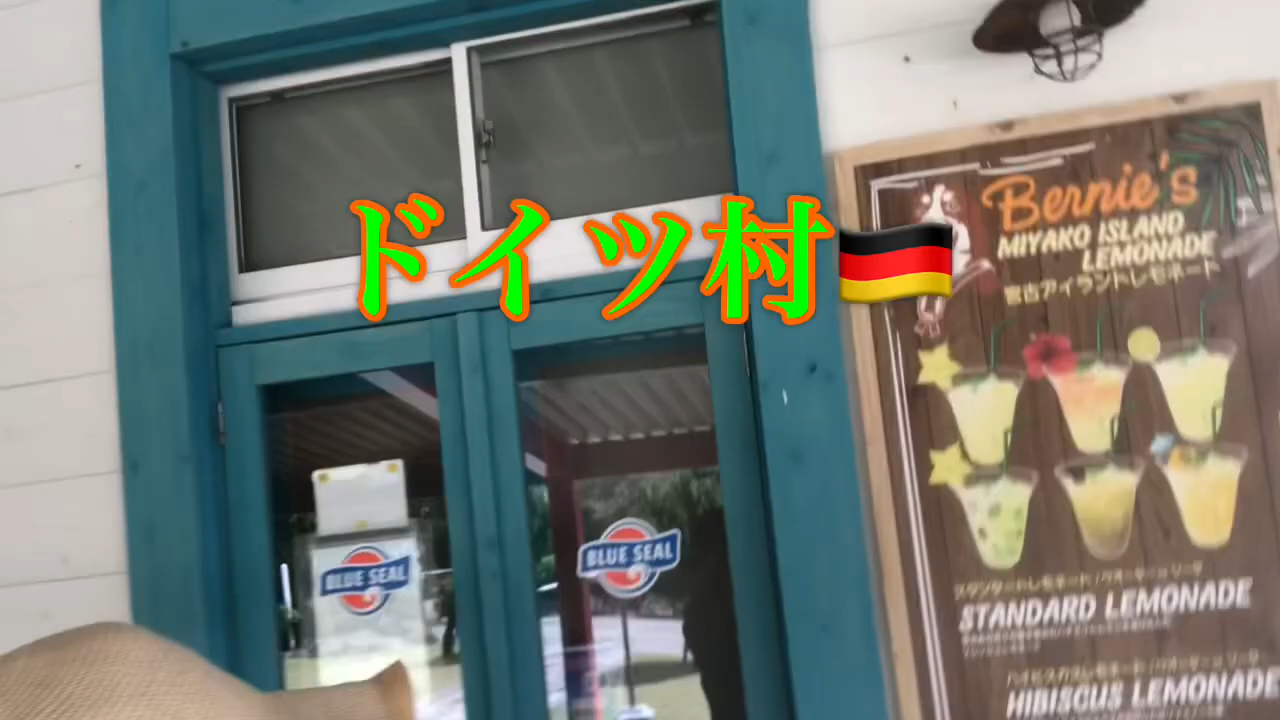 ドイツ村
Bernie's
MIYAKO ISLAND
LEMONADE
宮古アイランドレモネード
BLUE SEAL
BLUE SEAL
STANDARD LEMONADE
HIBISCUS LEMONADE